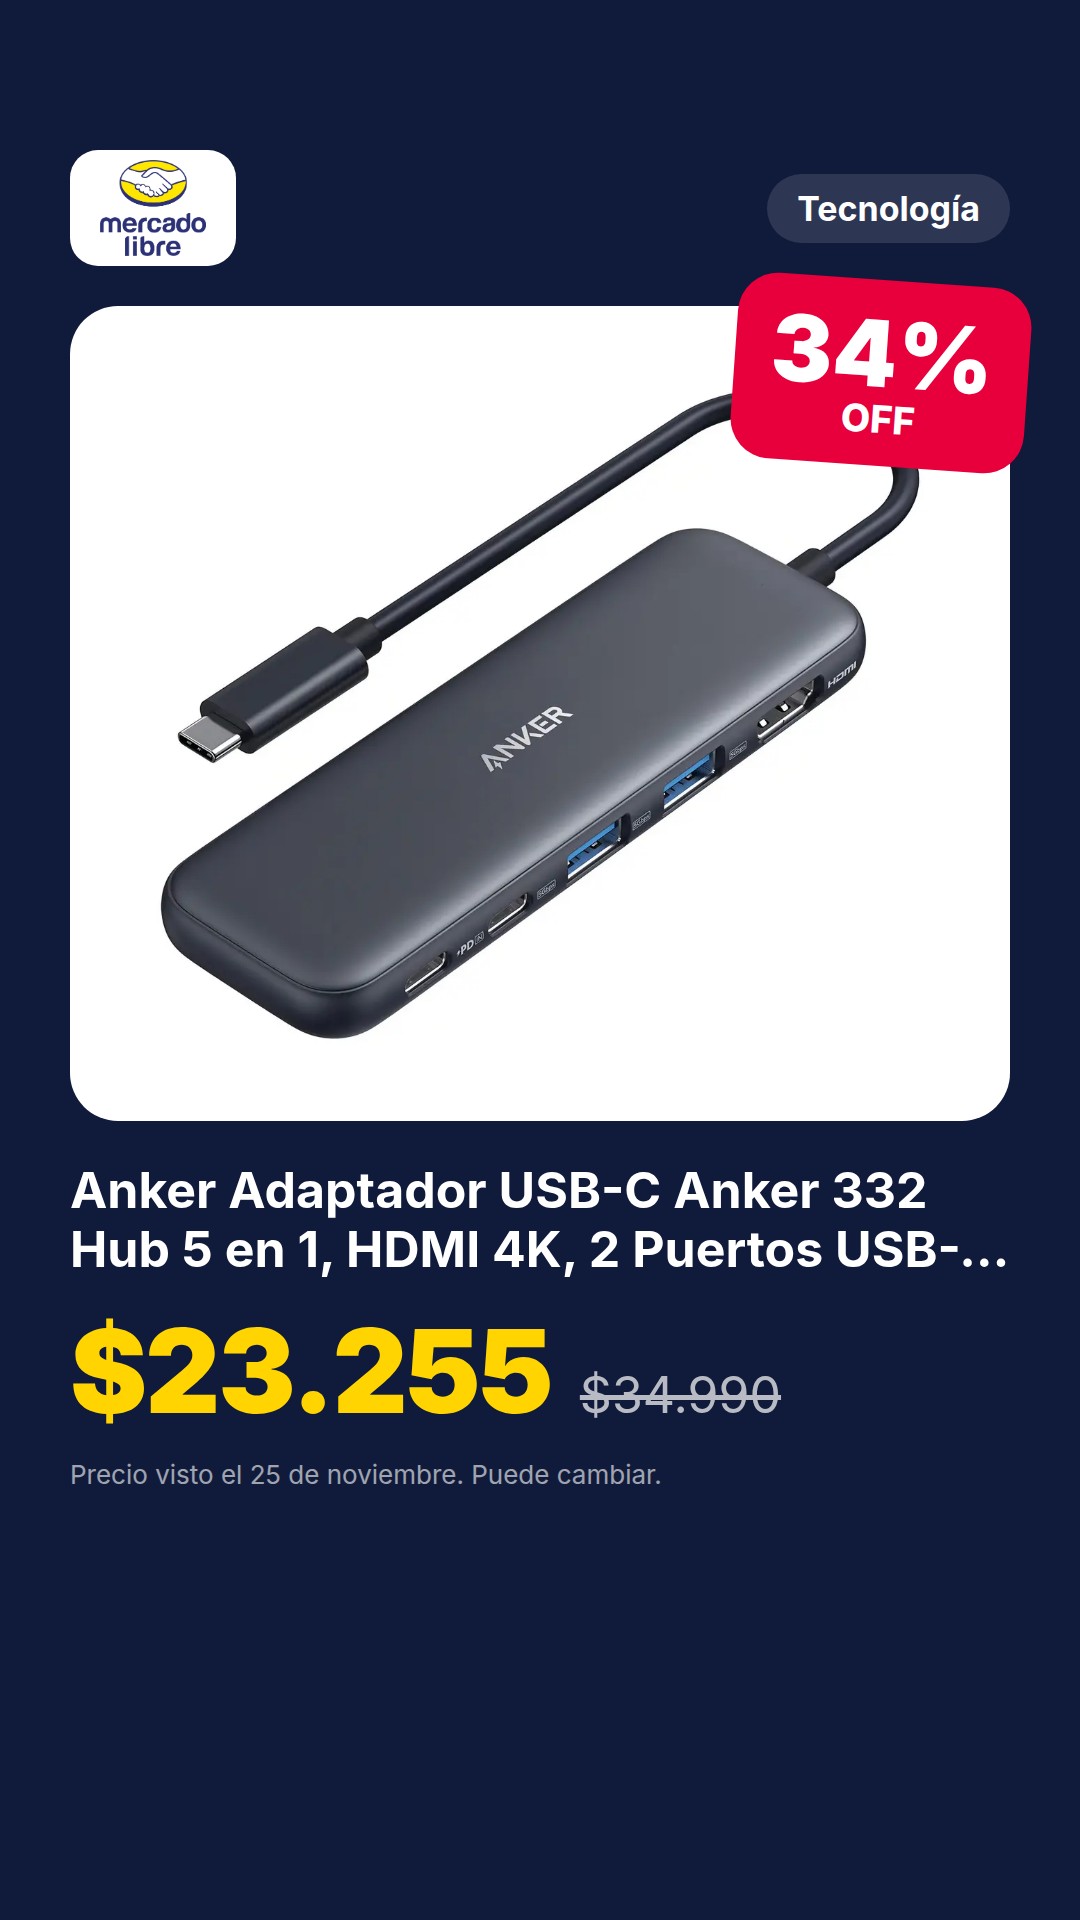 mercado
libre
Tecnología
34%
OFF
ANKER
HDMI
PD
Anker Adaptador USB-C Anker 332
Hub 5 en 1, HDMI 4K, 2 Puertos USB-...
$23.255 $34.990
Precio visto el 25 de noviembre. Puede cambiar.